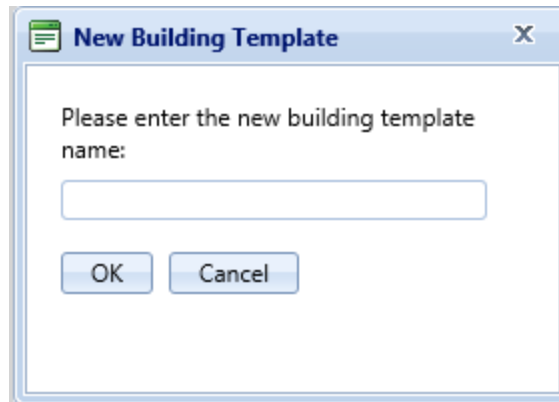 New Building Template
Please enter the new building template
name:
OK
Cancel